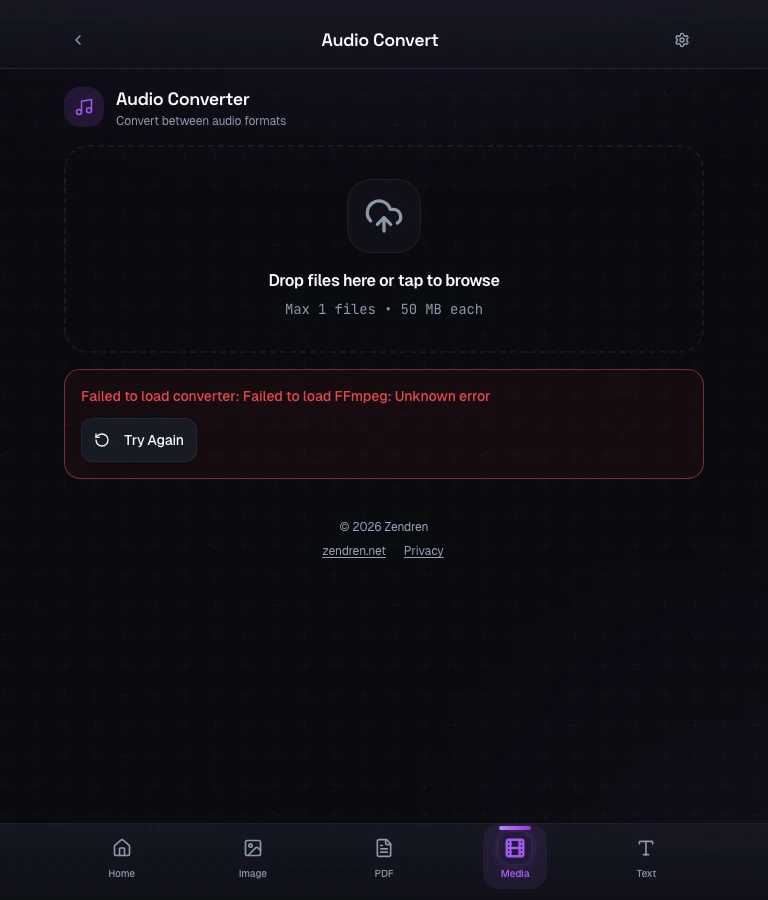 Audio Convert
Audio Converter
Convert between audio formats
Drop files here or tap to browse
Max 1 files • 50 MB each
Failed to load converter: Failed to load FFmpeg: Unknown error
Try Again
© 2026 Zendren
zendren.net Privacy
Home Image PDF Media Text